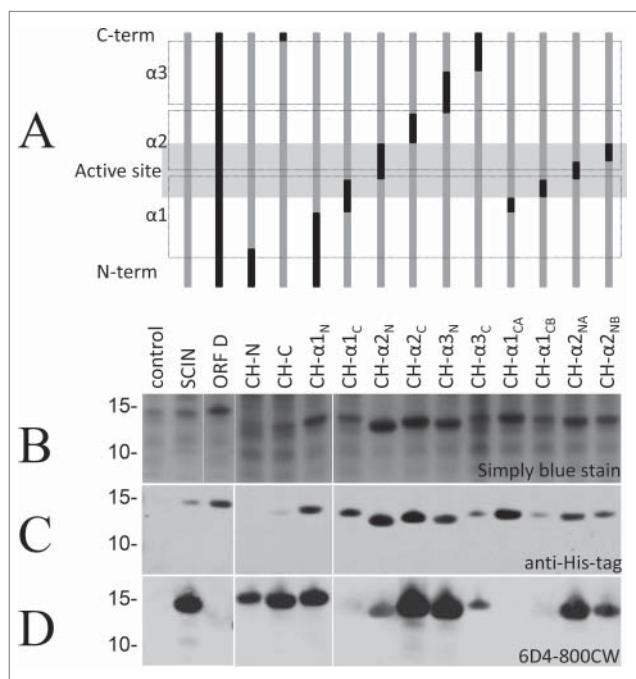 A
C-term
α3
α2
Active site
α1
N-term
control
SCIN
ORF D
CH-N
CH-C
CH-α1N
CH-α1C
CH-α2N
CH-α2C
CH-α3N
CH-α3C
CH-α1CA
CH-α1CB
CH-α2NA
CH-α2NB
B
15-
10-
Simply blue stain
C
15-
10-
anti-His-tag
D
15-
10-
6D4-800CW